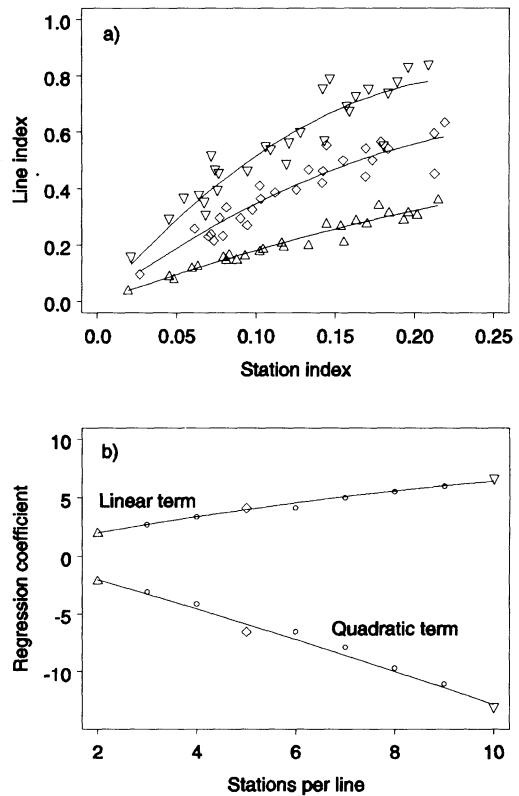 a)
1.0
0.8
0.6
0.4
0.2
0.0
Line index
0.0 0.05 0.10 0.15 0.20 0.25
Station index
b)
10
5
0
-5
-10
Regression coefficient
Linear term
Quadratic term
2 4 6 8 10
Stations per line